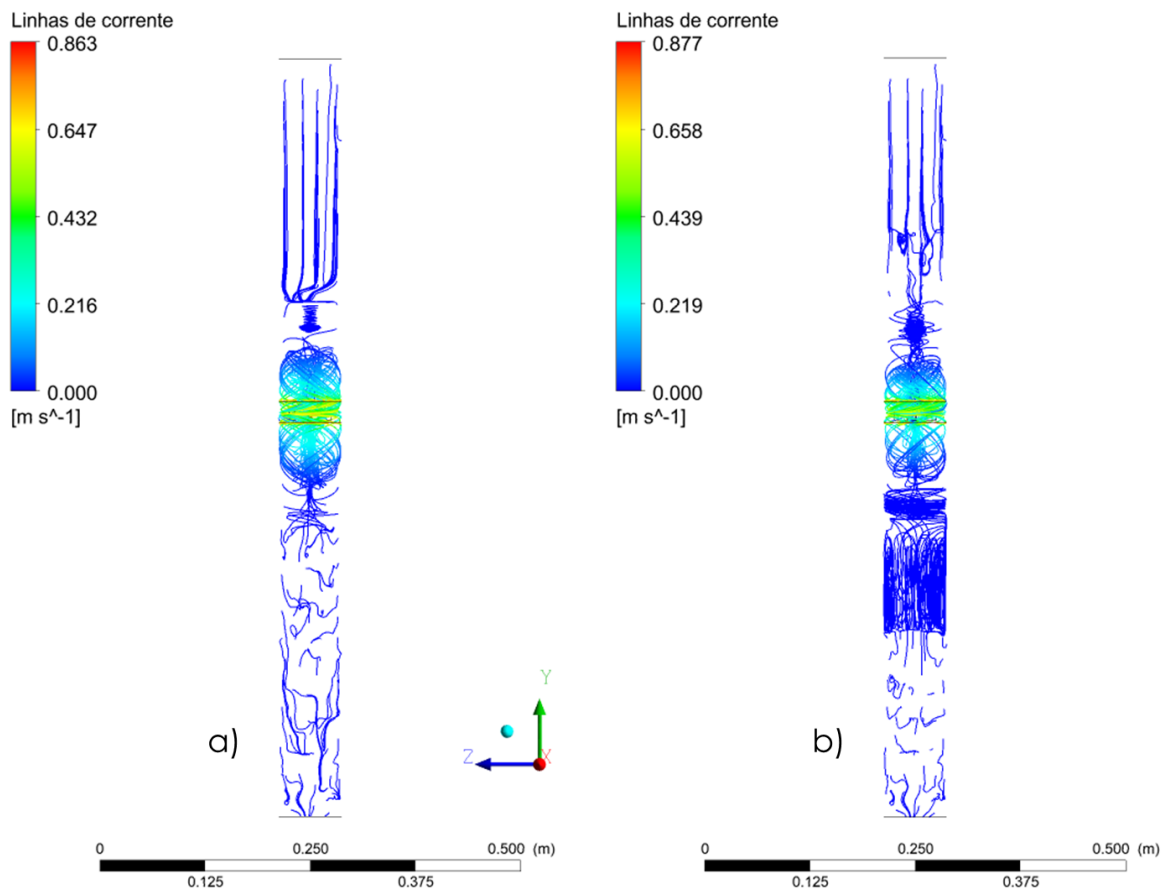 Linhas de corrente
0.863
0.647
0.432
0.216
0.000
[m s^-1]
a)
0 0.250 0.500 (m)
0.125 0.375
Y
Z X
Linhas de corrente
0.877
0.658
0.439
0.219
0.000
[m s^-1]
b)
0 0.250 0.500 (m)
0.125 0.375